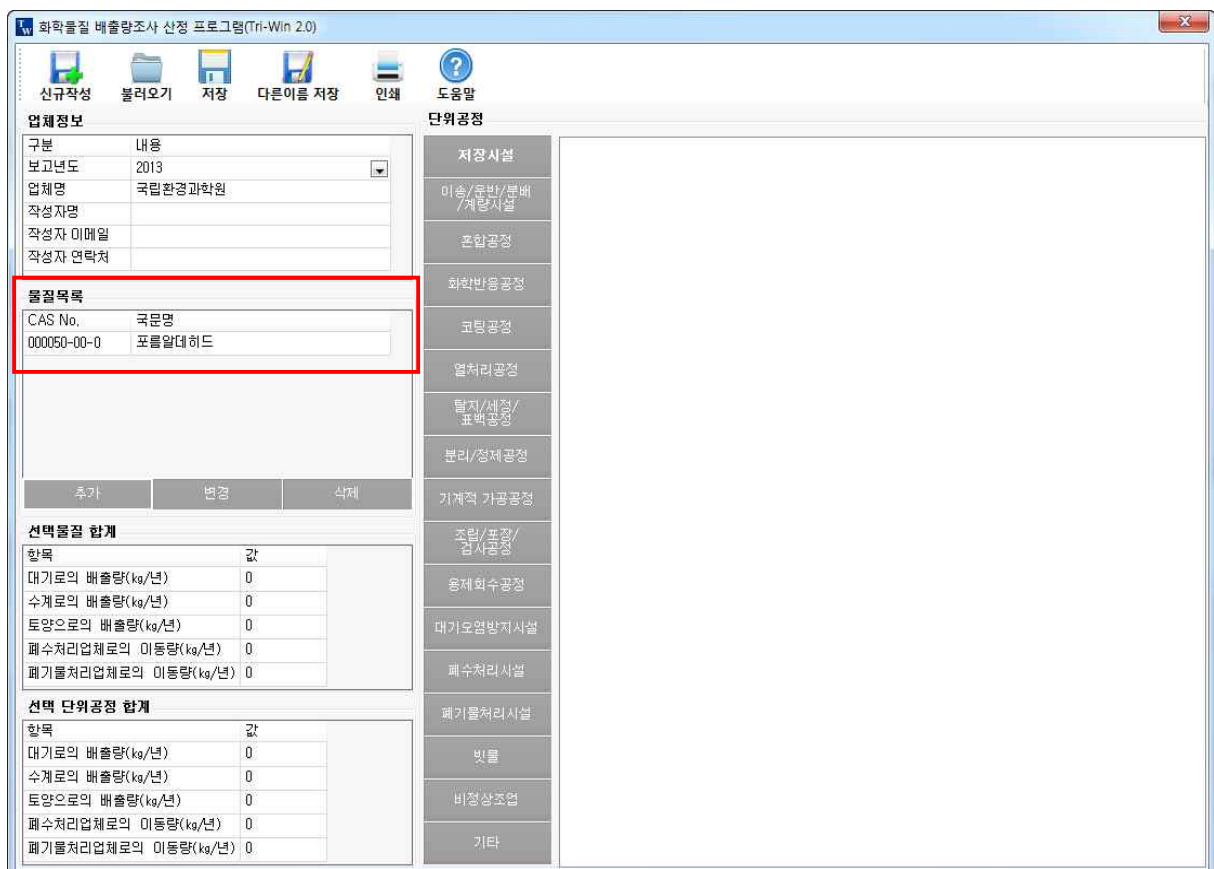 화학물질 배출량조사 산정 프로그램(Tri-Win 2.0)
신규작성 불러오기 저장 다른이름 저장 인쇄 도움말
업체정보
구분 내용
보고년도 2013
업체명 국립환경과학원
작성자명
작성자 이메일
작성자 연락처
물질목록
CAS No. 국문명
000050-00-0 포름알데히드
추가 변경 삭제
선택물질 합계
항목 값
대기로의 배출량(kg/년) 0
수계로의 배출량(kg/년) 0
토양으로의 배출량(kg/년) 0
폐수처리업체로의 이동량(kg/년) 0
폐기물처리업체로의 이동량(kg/년) 0
선택 단위공정 합계
항목 값
대기로의 배출량(kg/년) 0
수계로의 배출량(kg/년) 0
토양으로의 배출량(kg/년) 0
폐수처리업체로의 이동량(kg/년) 0
폐기물처리업체로의 이동량(kg/년) 0
단위공정
저장시설
이송/운반/분배
/계량시설
혼합공정
화학반응공정
코팅공정
열처리공정
탈지/세정/
표백공정
분리/정제공정
기계적 가공공정
조립/포장/
검사공정
용제회수공정
대기오염방지시설
폐수처리시설
폐기물처리시설
빗물
비정상조업
기타